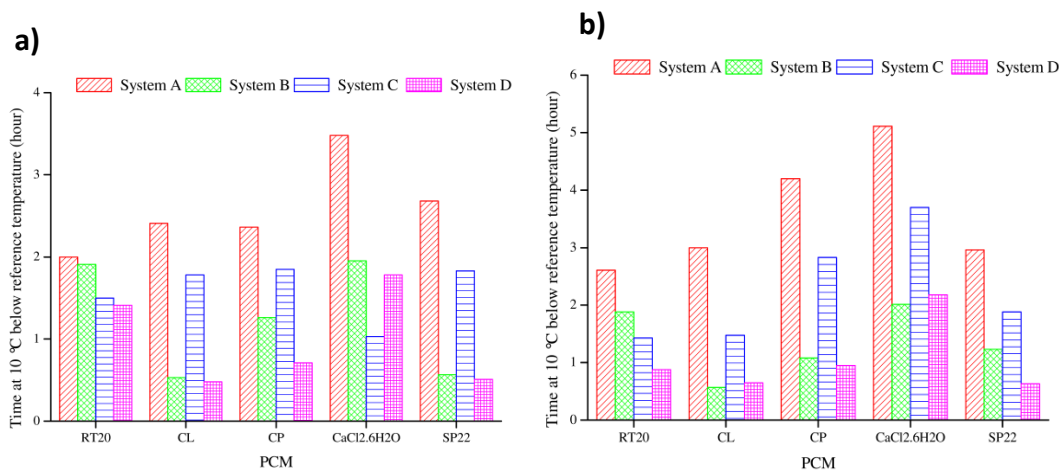 a)
System A System B System C System D
Time at 10 ℃ below reference temperature (hour)
4
3
2
1
0
RT20 CL CP CaCl2.6H2O SP22
PCM
b)
System A System B System C System D
Time at 10 ℃ below reference temperature (hour)
6
5
4
3
2
1
0
RT20 CL CP CaCl2.6H2O SP22
PCM